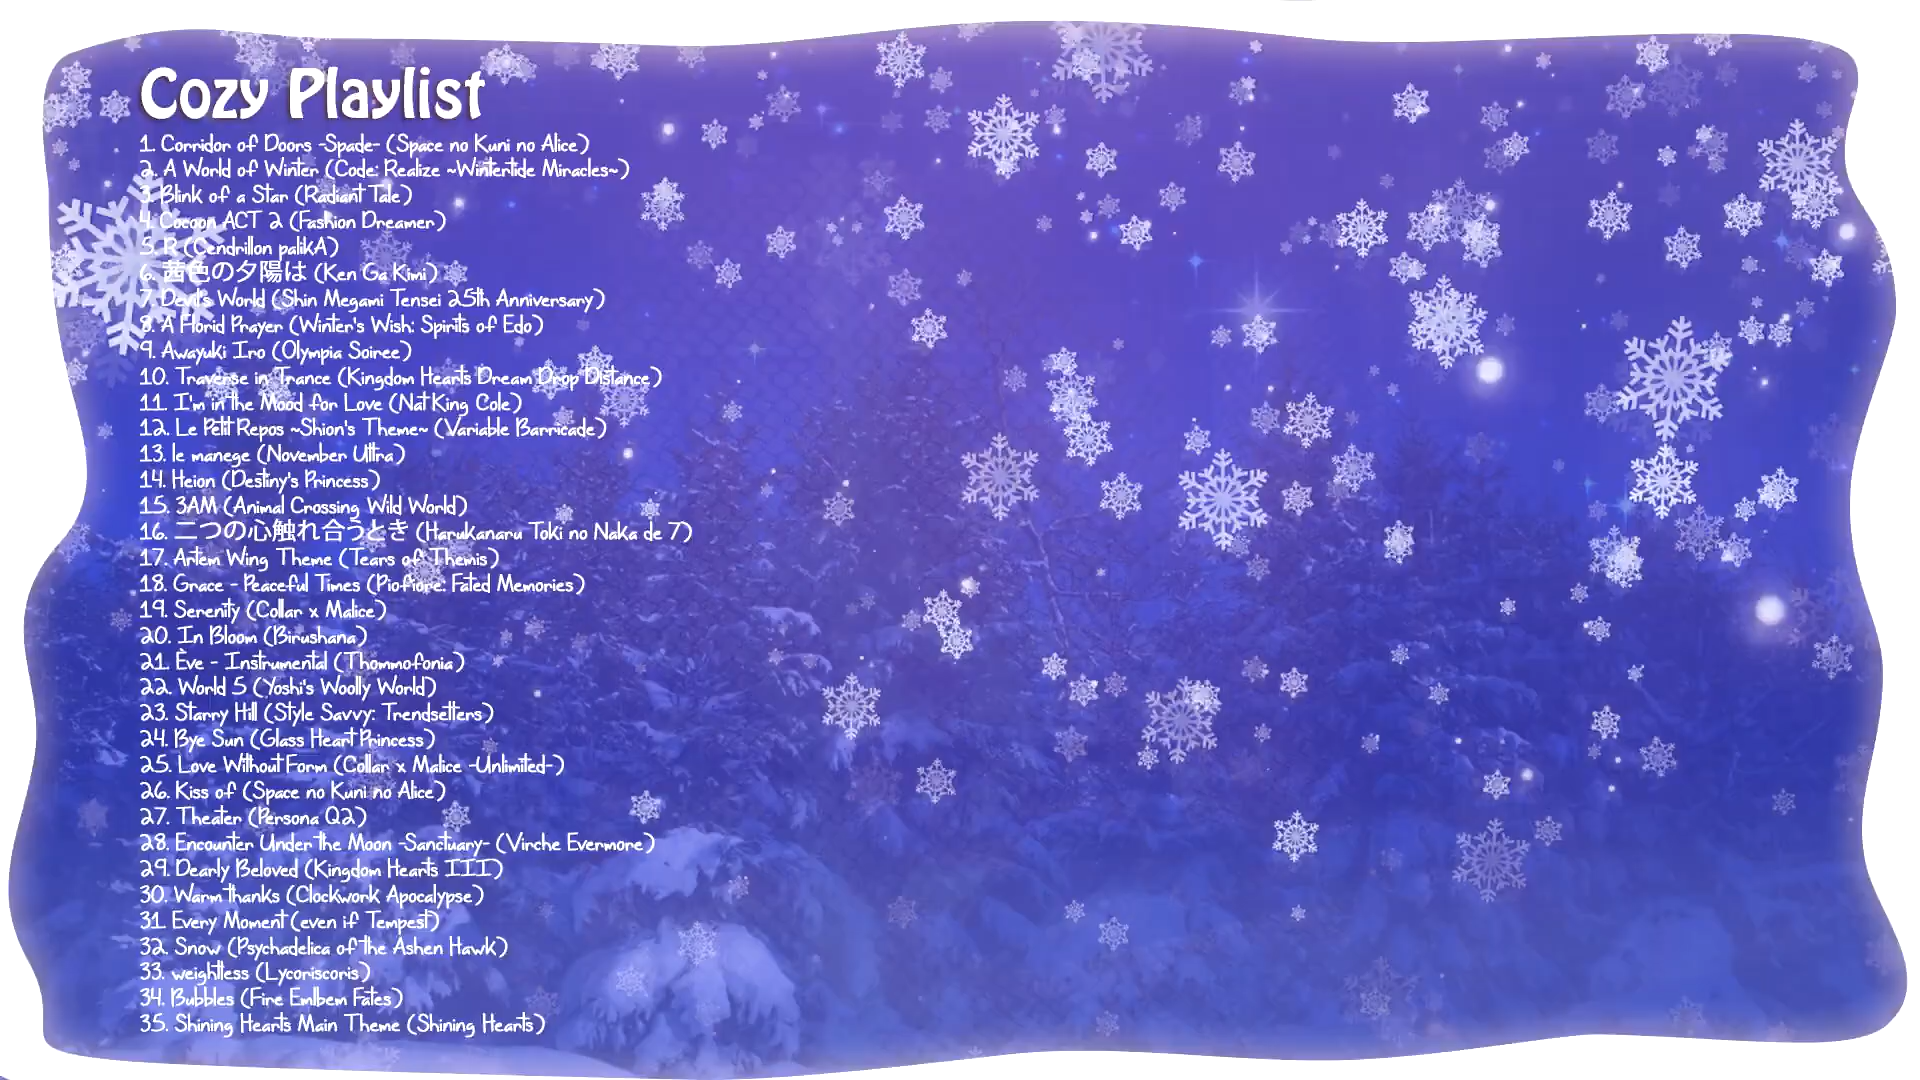 Cozy Playlist
1. Corridor of Doors -Spade- (Space no Kuni no Alice)
2. A World of Winter (Code: Realize ~Wintertide Miracles~)
3. Blink of a Star (Radiant Tale)
4. Cocoon ACT 2 (Fashion Dreamer)
5. R (Cendrillon palikA)
6. 茜色の夕陽は (Ken Ga Kimi)
7. Devil's World (Shin Megami Tensei 25th Anniversary)
8. A Florid Prayer (Winter's Wish: Spirits of Edo)
9. Awayuki Iro (Olympia Soiree)
10. Traverse in Trance (Kingdom Hearts Dream Drop Distance)
11. I'm in the Mood for Love (Nat King Cole)
12. Le Petit Repos ~Shion's Theme~ (Variable Barricade)
13. le manege (November Ultra)
14. Heion (Destiny's Princess)
15. 3AM (Animal Crossing Wild World)
16. 二つの心触れ合うとき (Harukanaru Toki no Naka de 7)
17. Artem Wing Theme (Tears of Themis)
18. Grace - Peaceful Times (Piofiore: Fated Memories)
19. Serenity (Collar x Malice)
20. In Bloom (Birushana)
21. Ève - Instrumental (Thommofonia)
22. World 5 (Yoshi's Woolly World)
23. Starry Hill (Style Savvy: Trendsetters)
24. Bye Sun (Glass Heart Princess)
25. Love Without Form (Collar x Malice -Unlimited-)
26. Kiss of (Space no Kuni no Alice)
27. Theater (Persona Q2)
28. Encounter Under the Moon -Sanctuary- (Virche Evermore)
29. Dearly Beloved (Kingdom Hearts III)
30. Warm thanks (Clockwork Apocalypse)
31. Every Moment (even if Tempest)
32. Snow (Psychadelica of the Ashen Hawk)
33. weightless (Lycoriscoris)
34. Bubbles (Fire Emlbem Fates)
35. Shining Hearts Main Theme (Shining Hearts)